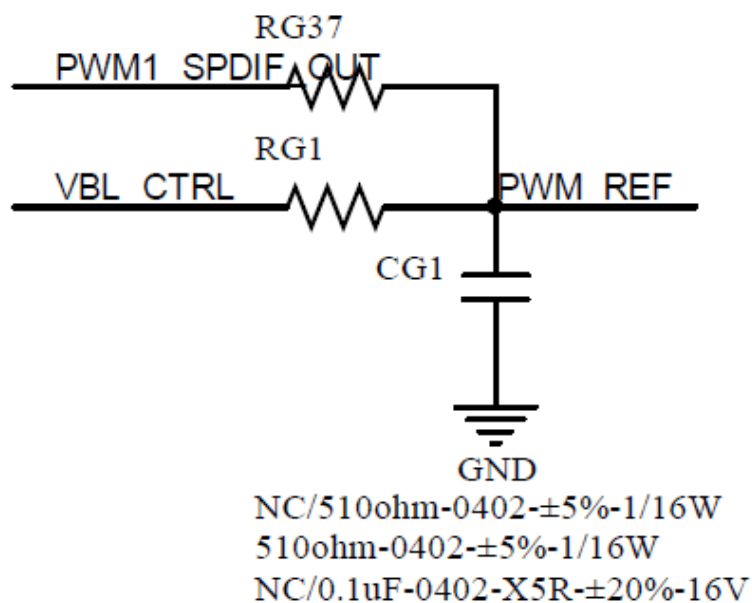 RG37
PWM1_SPDIF_OUT
RG1
VBL_CTRL
PWM_REF
CG1
GND
NC/510ohm-0402-±5%-1/16W
510ohm-0402-±5%-1/16W
NC/0.1uF-0402-X5R-±20%-16V